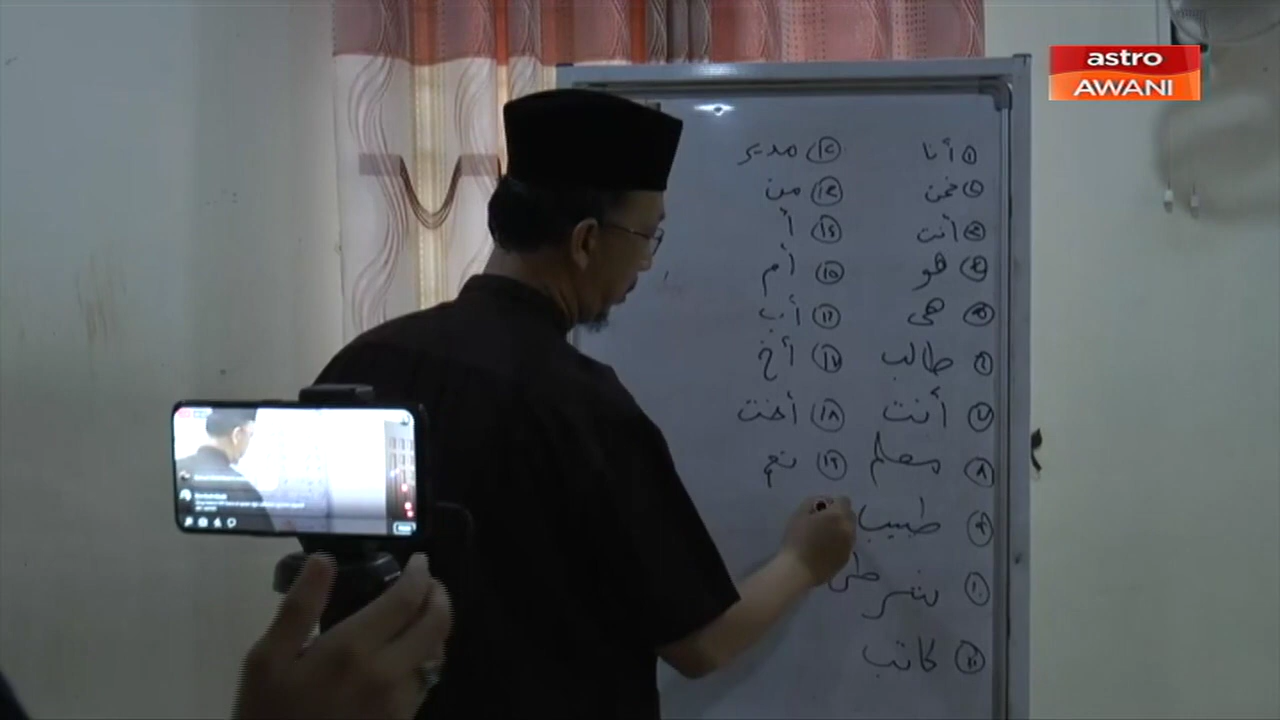 astro
AWANI
١ أنا
٢ نحن
٣ أنت
٤ هو
٥ هي
٦ طالب
٧ أنت
٨ معلم
٩ طبيب
١٠ شرطي
١١ كاتب
١٢ مدير
١٣ من
١٤ أ
١٥ أم
١٦ أب
١٧ أخ
١٨ أخت
١٩ نعم